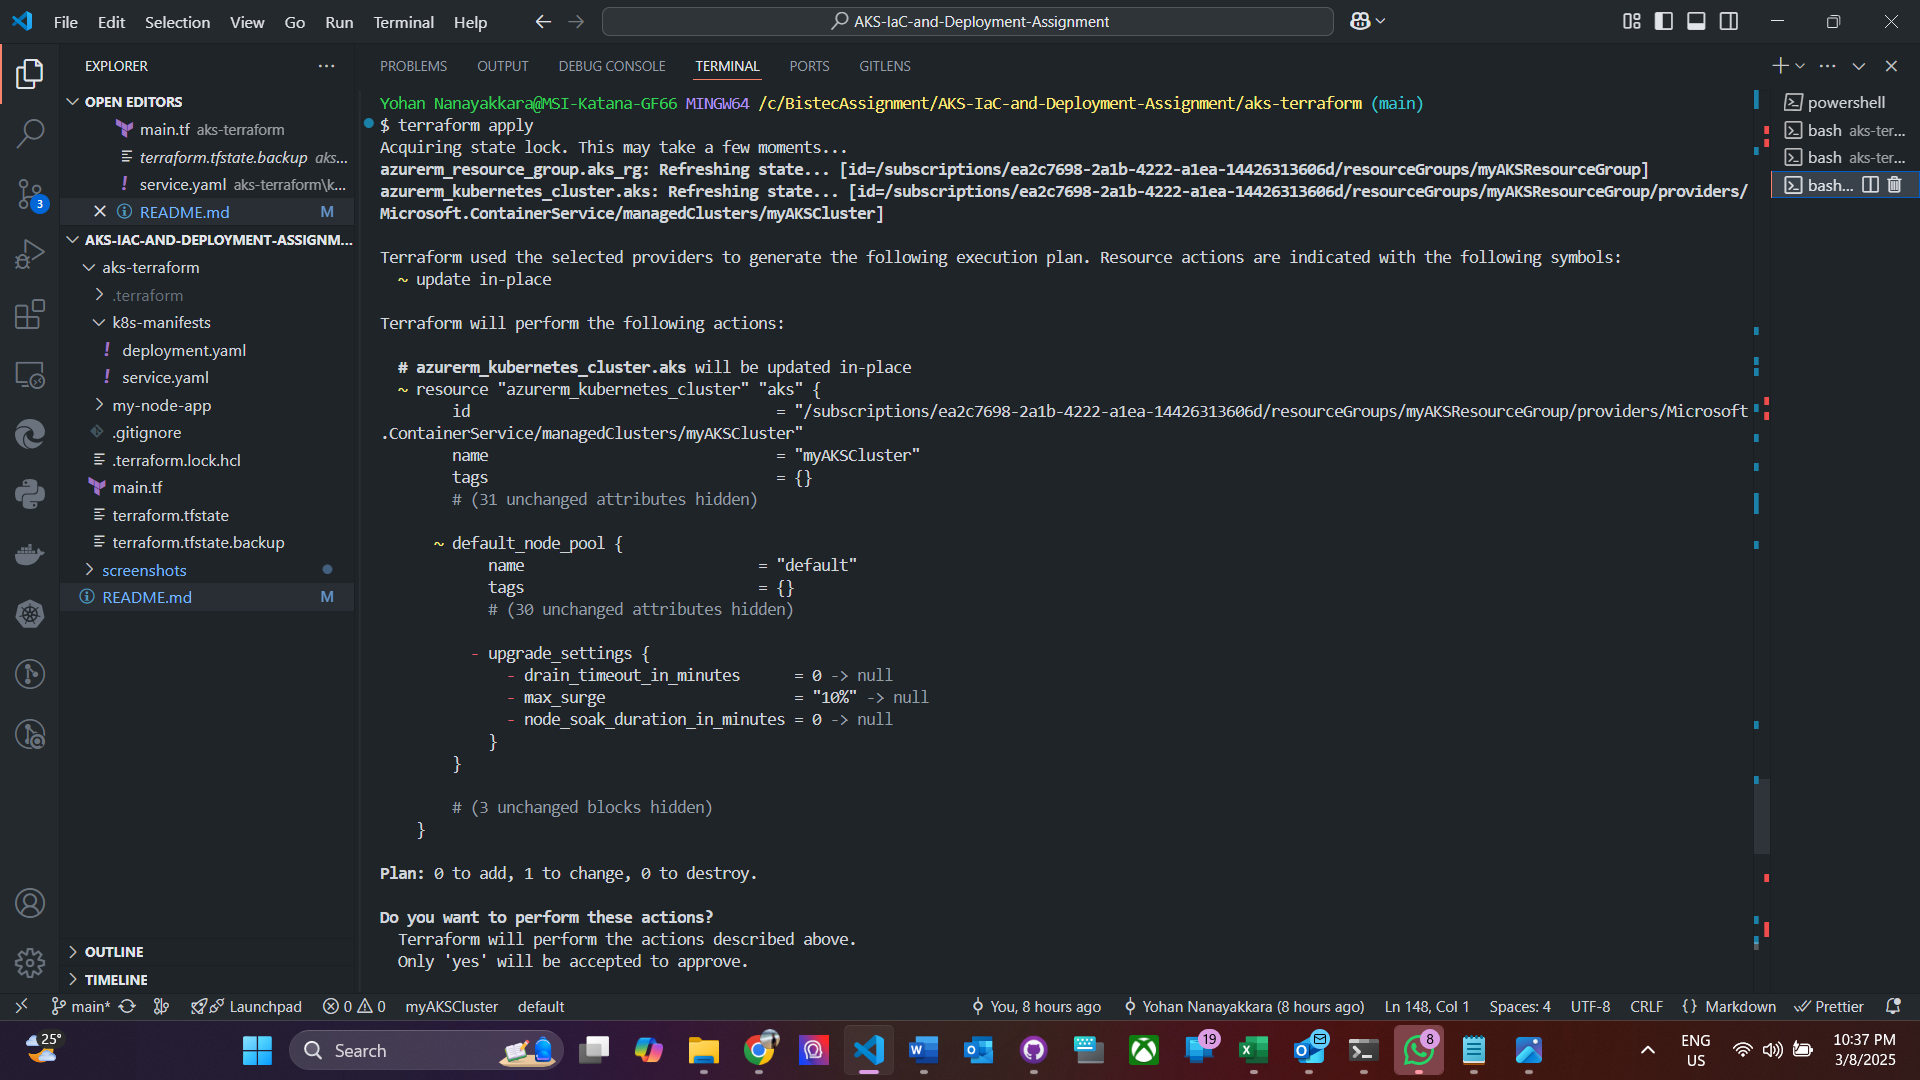 File Edit Selection View Go Run Terminal Help
AKS-IaC-and-Deployment-Assignment
EXPLORER
OPEN EDITORS
main.tf aks-terraform
terraform.tfstate.backup aks...
! service.yaml aks-terraform\k...
README.md M
AKS-IAC-AND-DEPLOYMENT-ASSIGNM...
aks-terraform
.terraform
k8s-manifests
! deployment.yaml
! service.yaml
my-node-app
.gitignore
.terraform.lock.hcl
main.tf
terraform.tfstate
terraform.tfstate.backup
screenshots
README.md M
OUTLINE
TIMELINE
3
PROBLEMS OUTPUT DEBUG CONSOLE TERMINAL PORTS GITLENS
Yohan Nanayakkara@MSI-Katana-GF66 MINGW64 /c/BistecAssignment/AKS-IaC-and-Deployment-Assignment/aks-terraform (main)
$ terraform apply
Acquiring state lock. This may take a few moments...
azurerm_resource_group.aks_rg: Refreshing state... [id=/subscriptions/ea2c7698-2a1b-4222-a1ea-14426313606d/resourceGroups/myAKSResourceGroup]
azurerm_kubernetes_cluster.aks: Refreshing state... [id=/subscriptions/ea2c7698-2a1b-4222-a1ea-14426313606d/resourceGroups/myAKSResourceGroup/providers/
Microsoft.ContainerService/managedClusters/myAKSCluster]
Terraform used the selected providers to generate the following execution plan. Resource actions are indicated with the following symbols:
~ update in-place
Terraform will perform the following actions:
# azurerm_kubernetes_cluster.aks will be updated in-place
~ resource "azurerm_kubernetes_cluster" "aks" {
id = "/subscriptions/ea2c7698-2a1b-4222-a1ea-14426313606d/resourceGroups/myAKSResourceGroup/providers/Microsoft
.ContainerService/managedClusters/myAKSCluster"
name = "myAKSCluster"
tags = {}
# (31 unchanged attributes hidden)
~ default_node_pool {
name = "default"
tags = {}
# (30 unchanged attributes hidden)
- upgrade_settings {
- drain_timeout_in_minutes = 0 -> null
- max_surge = "10%" -> null
- node_soak_duration_in_minutes = 0 -> null
}
}
# (3 unchanged blocks hidden)
}
Plan: 0 to add, 1 to change, 0 to destroy.
Do you want to perform these actions?
Terraform will perform the actions described above.
Only 'yes' will be accepted to approve.
powershell
bash aks-ter...
bash aks-ter...
bash...
main* Launchpad 0 0 myAKSCluster default You, 8 hours ago Yohan Nanayakkara (8 hours ago) Ln 148, Col 1 Spaces: 4 UTF-8 CRLF {} Markdown Prettier
25°
Search
19
8
ENG
US
10:37 PM
3/8/2025